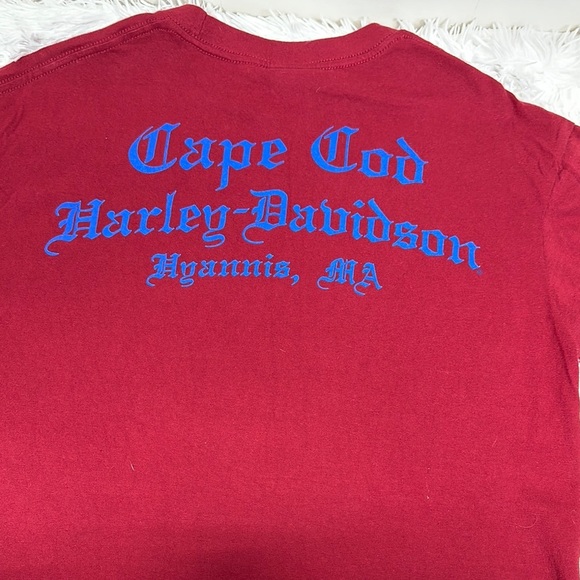 Cape Cod
Harley-Davidson
Hyannis, MA